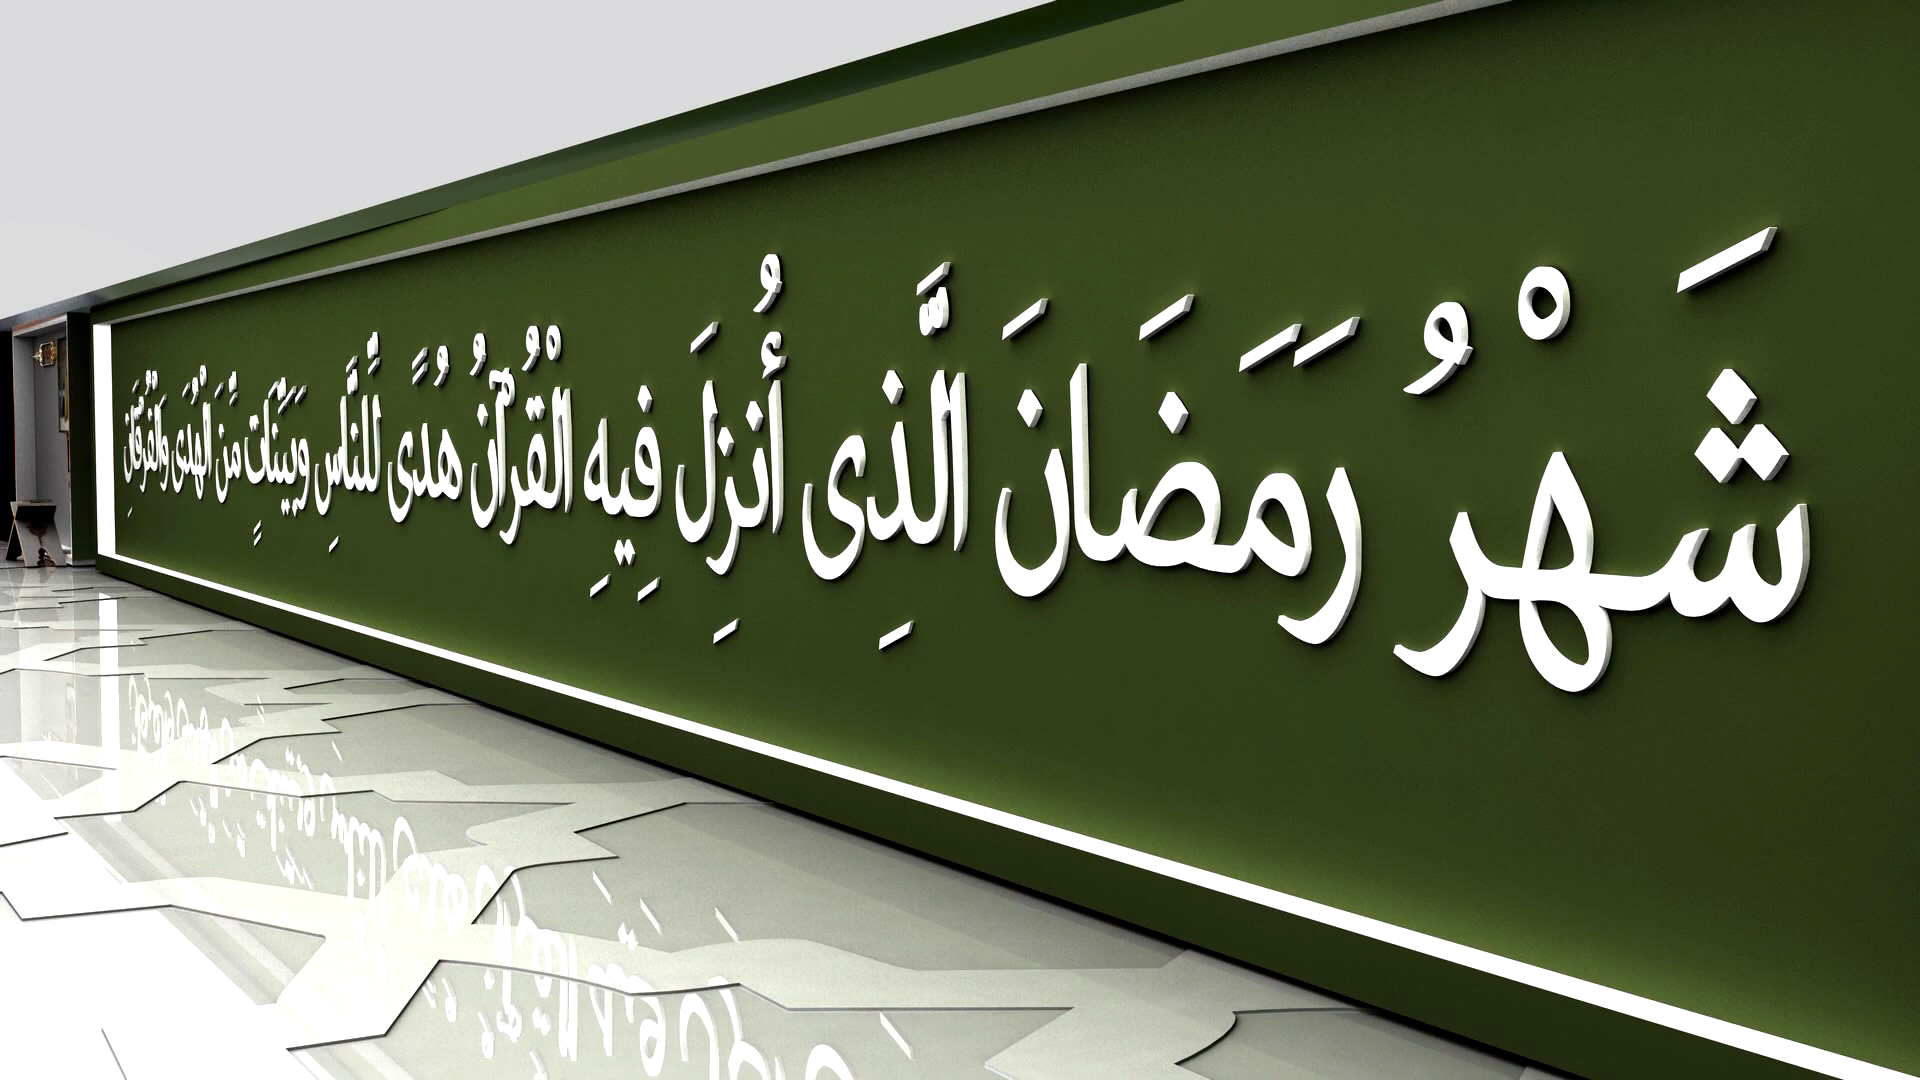 شَهْرُ رَمَضَانَ الَّذِى أُنزِلَ فِيهِ الْقُرْآنُ هُدًى لِّلنَّاسِ وَبَيِّنَاتٍ مِّنَ الْهُدَى وَالْفُرْقَانِ